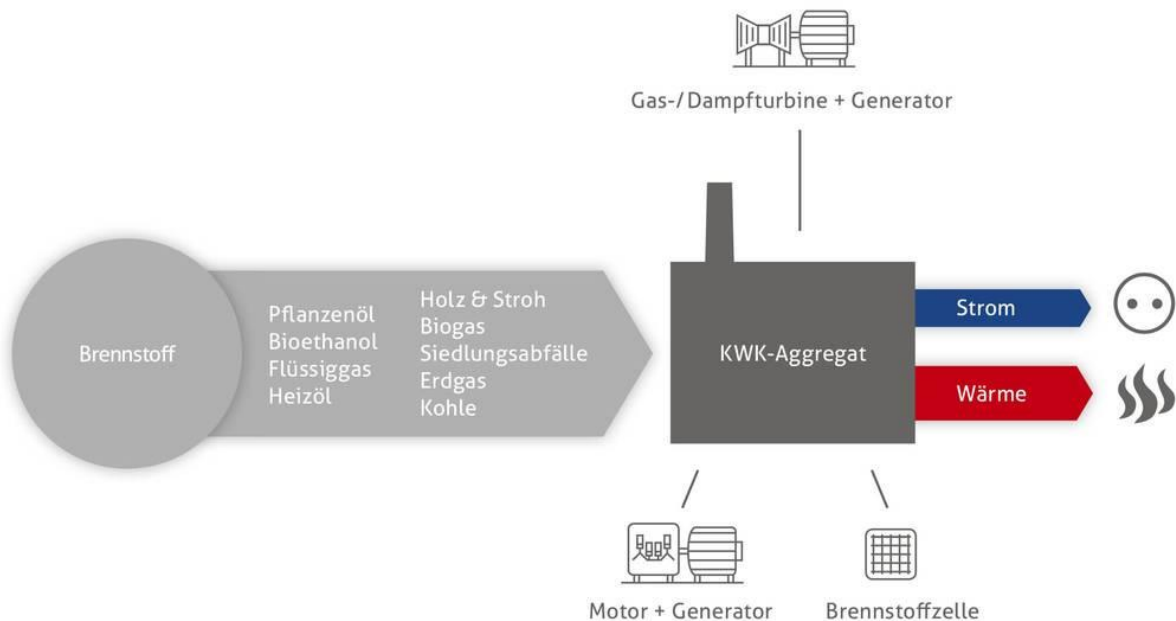 Gas-/Dampfturbine + Generator
Brennstoff
Pflanzenöl
Bioethanol
Flüssiggas
Heizöl
Holz & Stroh
Biogas
Siedlungsabfälle
Erdgas
Kohle
KWK-Aggregat
Strom
Wärme
Motor + Generator
Brennstoffzelle